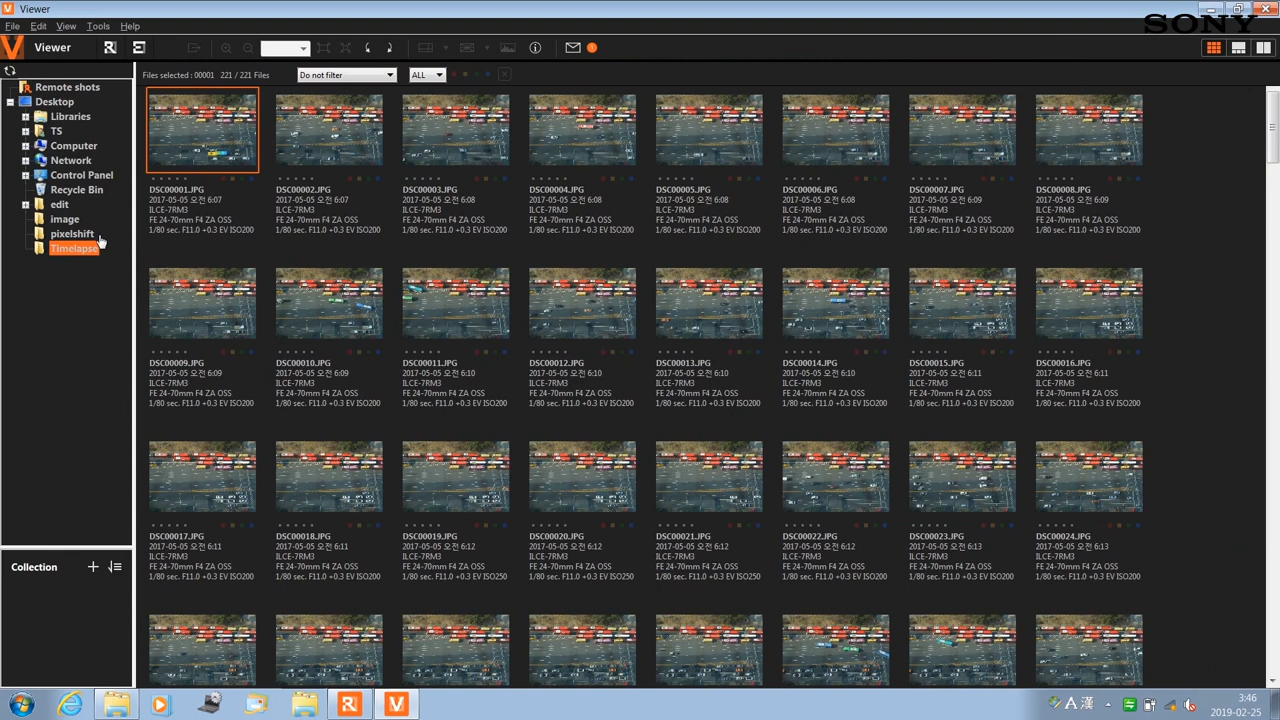 Viewer
File Edit View Tools Help
SONY
Viewer
Files selected : 00001 221 / 221 Files Do not filter ALL
Remote shots
Desktop
Libraries
TS
Computer
Network
Control Panel
Recycle Bin
edit
image
pixelshift
Timelapse
Collection
DSC00001.JPG DSC00002.JPG DSC00003.JPG DSC00004.JPG DSC00005.JPG DSC00006.JPG DSC00007.JPG DSC00008.JPG
2017-05-05 오전 6:07 2017-05-05 오전 6:07 2017-05-05 오전 6:08 2017-05-05 오전 6:08 2017-05-05 오전 6:08 2017-05-05 오전 6:08 2017-05-05 오전 6:09 2017-05-05 오전 6:09
ILCE-7RM3 ILCE-7RM3 ILCE-7RM3 ILCE-7RM3 ILCE-7RM3 ILCE-7RM3 ILCE-7RM3 ILCE-7RM3
FE 24-70mm F4 ZA OSS FE 24-70mm F4 ZA OSS FE 24-70mm F4 ZA OSS FE 24-70mm F4 ZA OSS FE 24-70mm F4 ZA OSS FE 24-70mm F4 ZA OSS FE 24-70mm F4 ZA OSS FE 24-70mm F4 ZA OSS
1/80 sec. F11.0 +0.3 EV ISO200 1/80 sec. F11.0 +0.3 EV ISO200 1/80 sec. F11.0 +0.3 EV ISO200 1/80 sec. F11.0 +0.3 EV ISO200 1/80 sec. F11.0 +0.3 EV ISO200 1/80 sec. F11.0 +0.3 EV ISO200 1/80 sec. F11.0 +0.3 EV ISO200 1/80 sec. F11.0 +0.3 EV ISO200
DSC00009.JPG DSC00010.JPG DSC00011.JPG DSC00012.JPG DSC00013.JPG DSC00014.JPG DSC00015.JPG DSC00016.JPG
2017-05-05 오전 6:09 2017-05-05 오전 6:09 2017-05-05 오전 6:10 2017-05-05 오전 6:10 2017-05-05 오전 6:10 2017-05-05 오전 6:10 2017-05-05 오전 6:11 2017-05-05 오전 6:11
ILCE-7RM3 ILCE-7RM3 ILCE-7RM3 ILCE-7RM3 ILCE-7RM3 ILCE-7RM3 ILCE-7RM3 ILCE-7RM3
FE 24-70mm F4 ZA OSS FE 24-70mm F4 ZA OSS FE 24-70mm F4 ZA OSS FE 24-70mm F4 ZA OSS FE 24-70mm F4 ZA OSS FE 24-70mm F4 ZA OSS FE 24-70mm F4 ZA OSS FE 24-70mm F4 ZA OSS
1/80 sec. F11.0 +0.3 EV ISO200 1/80 sec. F11.0 +0.3 EV ISO200 1/80 sec. F11.0 +0.3 EV ISO200 1/80 sec. F11.0 +0.3 EV ISO200 1/80 sec. F11.0 +0.3 EV ISO200 1/80 sec. F11.0 +0.3 EV ISO200 1/80 sec. F11.0 +0.3 EV ISO200 1/80 sec. F11.0 +0.3 EV ISO200
DSC00017.JPG DSC00018.JPG DSC00019.JPG DSC00020.JPG DSC00021.JPG DSC00022.JPG DSC00023.JPG DSC00024.JPG
2017-05-05 오전 6:11 2017-05-05 오전 6:11 2017-05-05 오전 6:12 2017-05-05 오전 6:12 2017-05-05 오전 6:12 2017-05-05 오전 6:12 2017-05-05 오전 6:13 2017-05-05 오전 6:13
ILCE-7RM3 ILCE-7RM3 ILCE-7RM3 ILCE-7RM3 ILCE-7RM3 ILCE-7RM3 ILCE-7RM3 ILCE-7RM3
FE 24-70mm F4 ZA OSS FE 24-70mm F4 ZA OSS FE 24-70mm F4 ZA OSS FE 24-70mm F4 ZA OSS FE 24-70mm F4 ZA OSS FE 24-70mm F4 ZA OSS FE 24-70mm F4 ZA OSS FE 24-70mm F4 ZA OSS
1/80 sec. F11.0 +0.3 EV ISO200 1/80 sec. F11.0 +0.3 EV ISO200 1/80 sec. F11.0 +0.3 EV ISO250 1/80 sec. F11.0 +0.3 EV ISO250 1/80 sec. F11.0 +0.3 EV ISO250 1/80 sec. F11.0 +0.3 EV ISO200 1/80 sec. F11.0 +0.3 EV ISO200 1/80 sec. F11.0 +0.3 EV ISO200
A 漢 3:46
2019-02-25